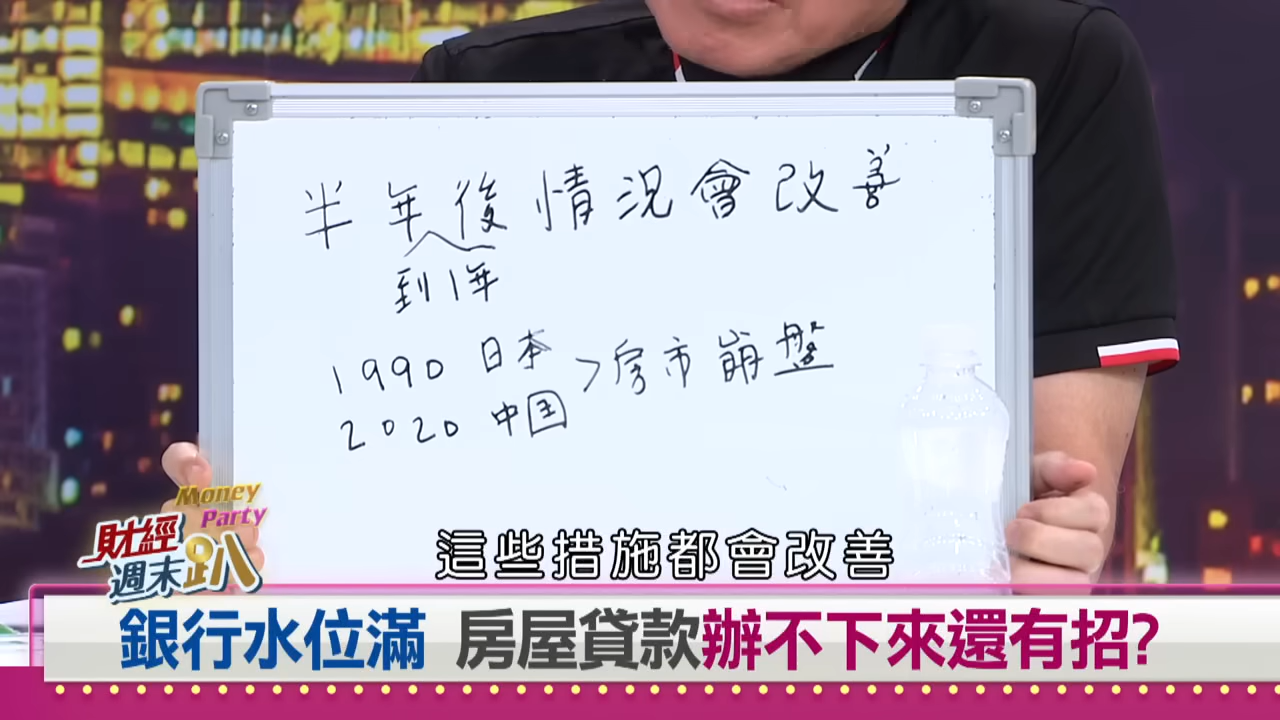 半年後情況會改善
到1年
1990 日本
2020 中国
>房市崩盤
Money
Party
財經
週末趴
這些措施都會改善
銀行水位滿 房屋貸款辦不下來還有招?